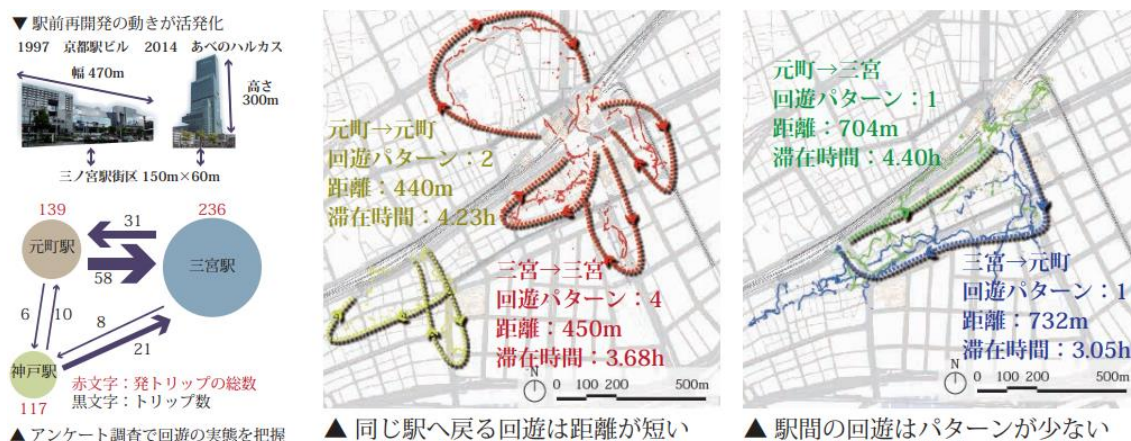 ▼ 駅前再開発の動きが活発化
1997 京都駅ビル 2014 あべのハルカス
幅 470m
高さ
300m
三ノ宮駅街区 150m×60m
139
31
236
元町駅
58
三宮駅
6
10
8
21
神戸駅
117
赤文字：発トリップの総数
黒文字：トリップ数
▲ アンケート調査で回遊の実態を把握
元町→元町
回遊パターン：2
距離：440m
滞在時間：4.23h
三宮→三宮
回遊パターン：4
距離：450m
滞在時間：3.68h
N
0 100 200 500m
▲ 同じ駅へ戻る回遊は距離が短い
元町→三宮
回遊パターン：1
距離：704m
滞在時間：4.40h
三宮→元町
回遊パターン：1
距離：732m
滞在時間：3.05h
N
0 100 200 500m
▲ 駅間の回遊はパターンが少ない